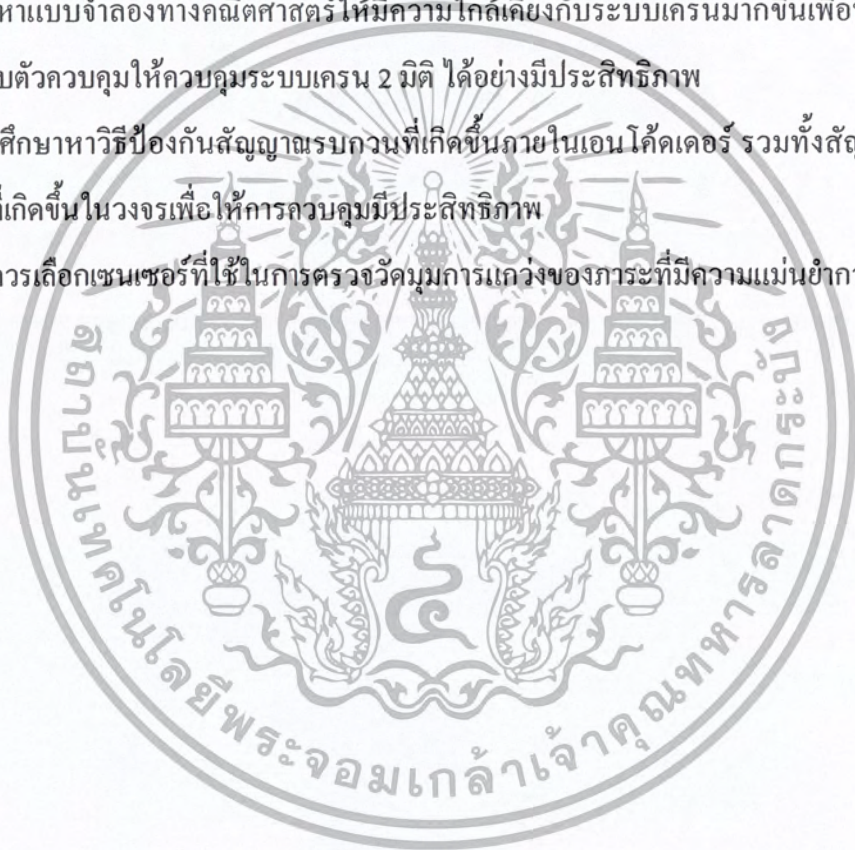 หาแบบจำลองทางคณิตศาสตร์ให้มีความใกล้เคียงกับระบบเครนมากขึ้นเพื่อ
บตัวควบคุมให้ควบคุมระบบเครน 2 มิติ ได้อย่างมีประสิทธิภาพ
ศึกษาหาวิธีป้องกันสัญญาณรบกวนที่เกิดขึ้นภายในเอนโค้ดเดอร์ รวมทั้งสัญ
ที่เกิดขึ้นในวงจรเพื่อให้การควบคุมมีประสิทธิภาพ
ารเลือกเซนเซอร์ที่ใช้ในการตรวจวัดมุมการแกว่งของภาระที่มีความแม่นยำกว
สถาบันเทคโนโลยีพระจอมเกล้าเจ้าคุณทหารลาดกระบัง
๔